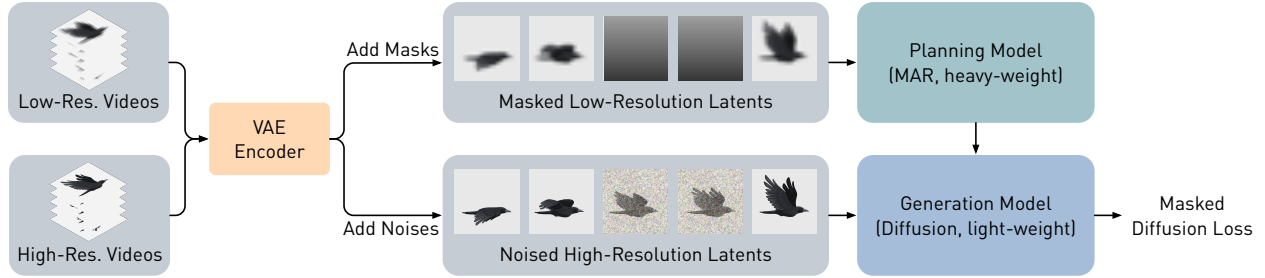 Low-Res. Videos
High-Res. Videos
VAE
Encoder
Add Masks
Add Noises
Masked Low-Resolution Latents
Noised High-Resolution Latents
Planning Model
(MAR, heavy-weight)
Generation Model
(Diffusion, light-weight)
Masked
Diffusion Loss